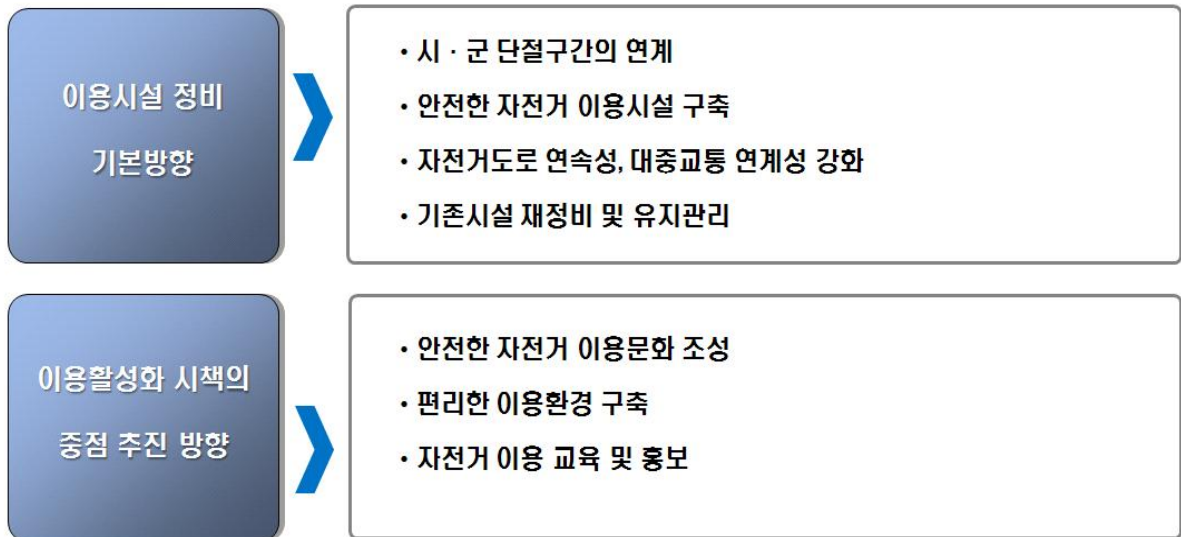 이용시설 정비
기본방향
• 시 · 군 단절구간의 연계
• 안전한 자전거 이용시설 구축
• 자전거도로 연속성, 대중교통 연계성 강화
• 기존시설 재정비 및 유지관리
이용활성화 시책의
중점 추진 방향
• 안전한 자전거 이용문화 조성
• 편리한 이용환경 구축
• 자전거 이용 교육 및 홍보